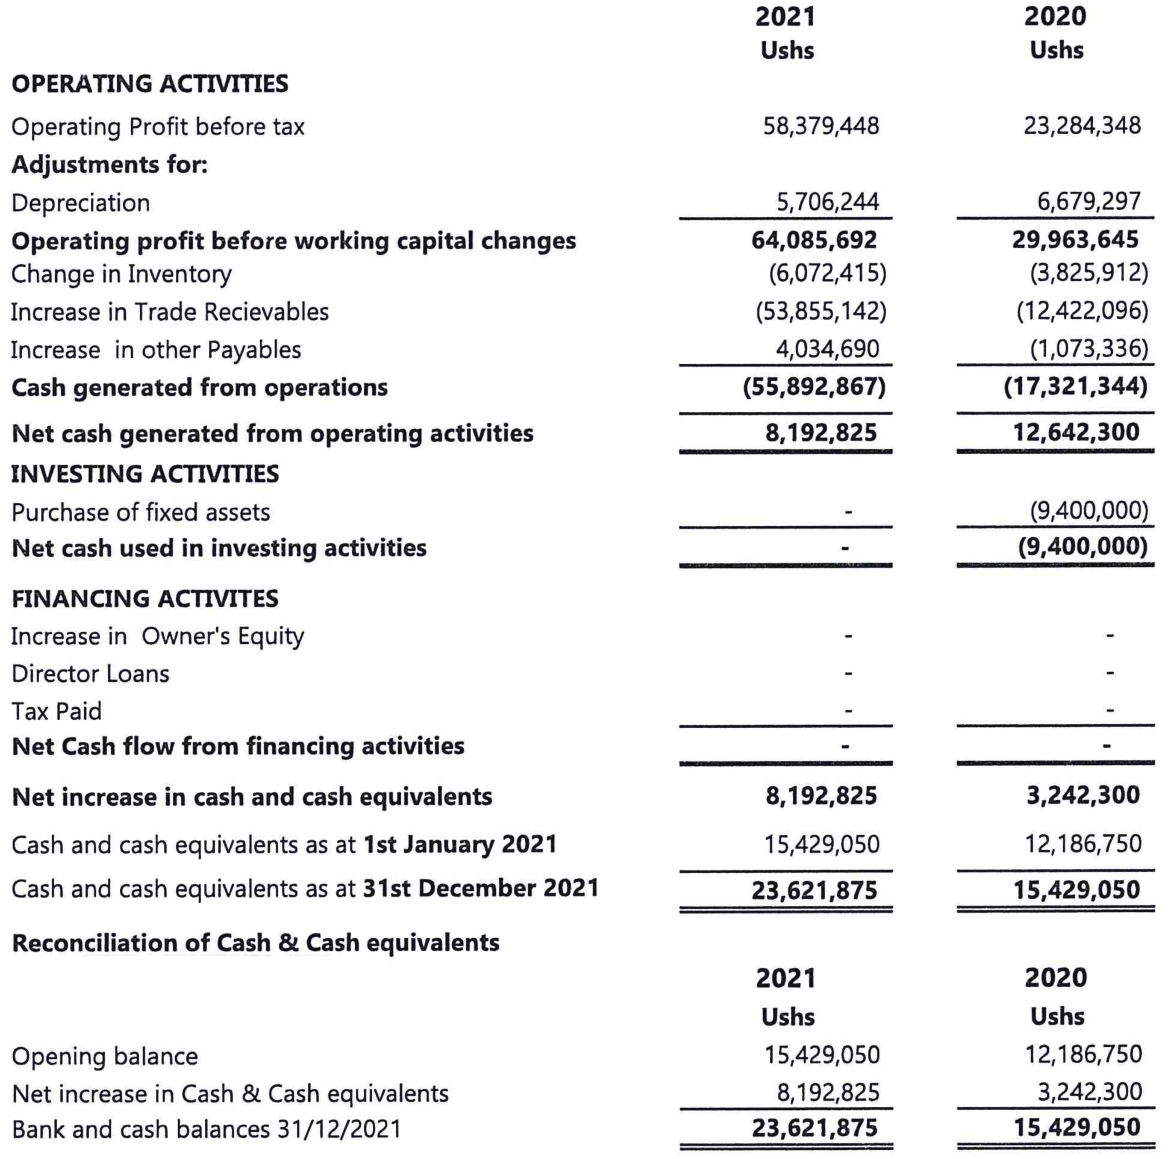 2021 2020
Ushs Ushs
OPERATING ACTIVITIES
Operating Profit before tax 58,379,448 23,284,348
Adjustments for:
Depreciation 5,706,244 6,679,297
Operating profit before working capital changes 64,085,692 29,963,645
Change in Inventory (6,072,415) (3,825,912)
Increase in Trade Recievables (53,855,142) (12,422,096)
Increase in other Payables 4,034,690 (1,073,336)
Cash generated from operations (55,892,867) (17,321,344)
Net cash generated from operating activities 8,192,825 12,642,300
INVESTING ACTIVITIES
Purchase of fixed assets - (9,400,000)
Net cash used in investing activities - (9,400,000)
FINANCING ACTIVITES
Increase in Owner's Equity - -
Director Loans - -
Tax Paid - -
Net Cash flow from financing activities - -
Net increase in cash and cash equivalents 8,192,825 3,242,300
Cash and cash equivalents as at 1st January 2021 15,429,050 12,186,750
Cash and cash equivalents as at 31st December 2021 23,621,875 15,429,050
Reconciliation of Cash & Cash equivalents
2021 2020
Ushs Ushs
Opening balance 15,429,050 12,186,750
Net increase in Cash & Cash equivalents 8,192,825 3,242,300
Bank and cash balances 31/12/2021 23,621,875 15,429,050